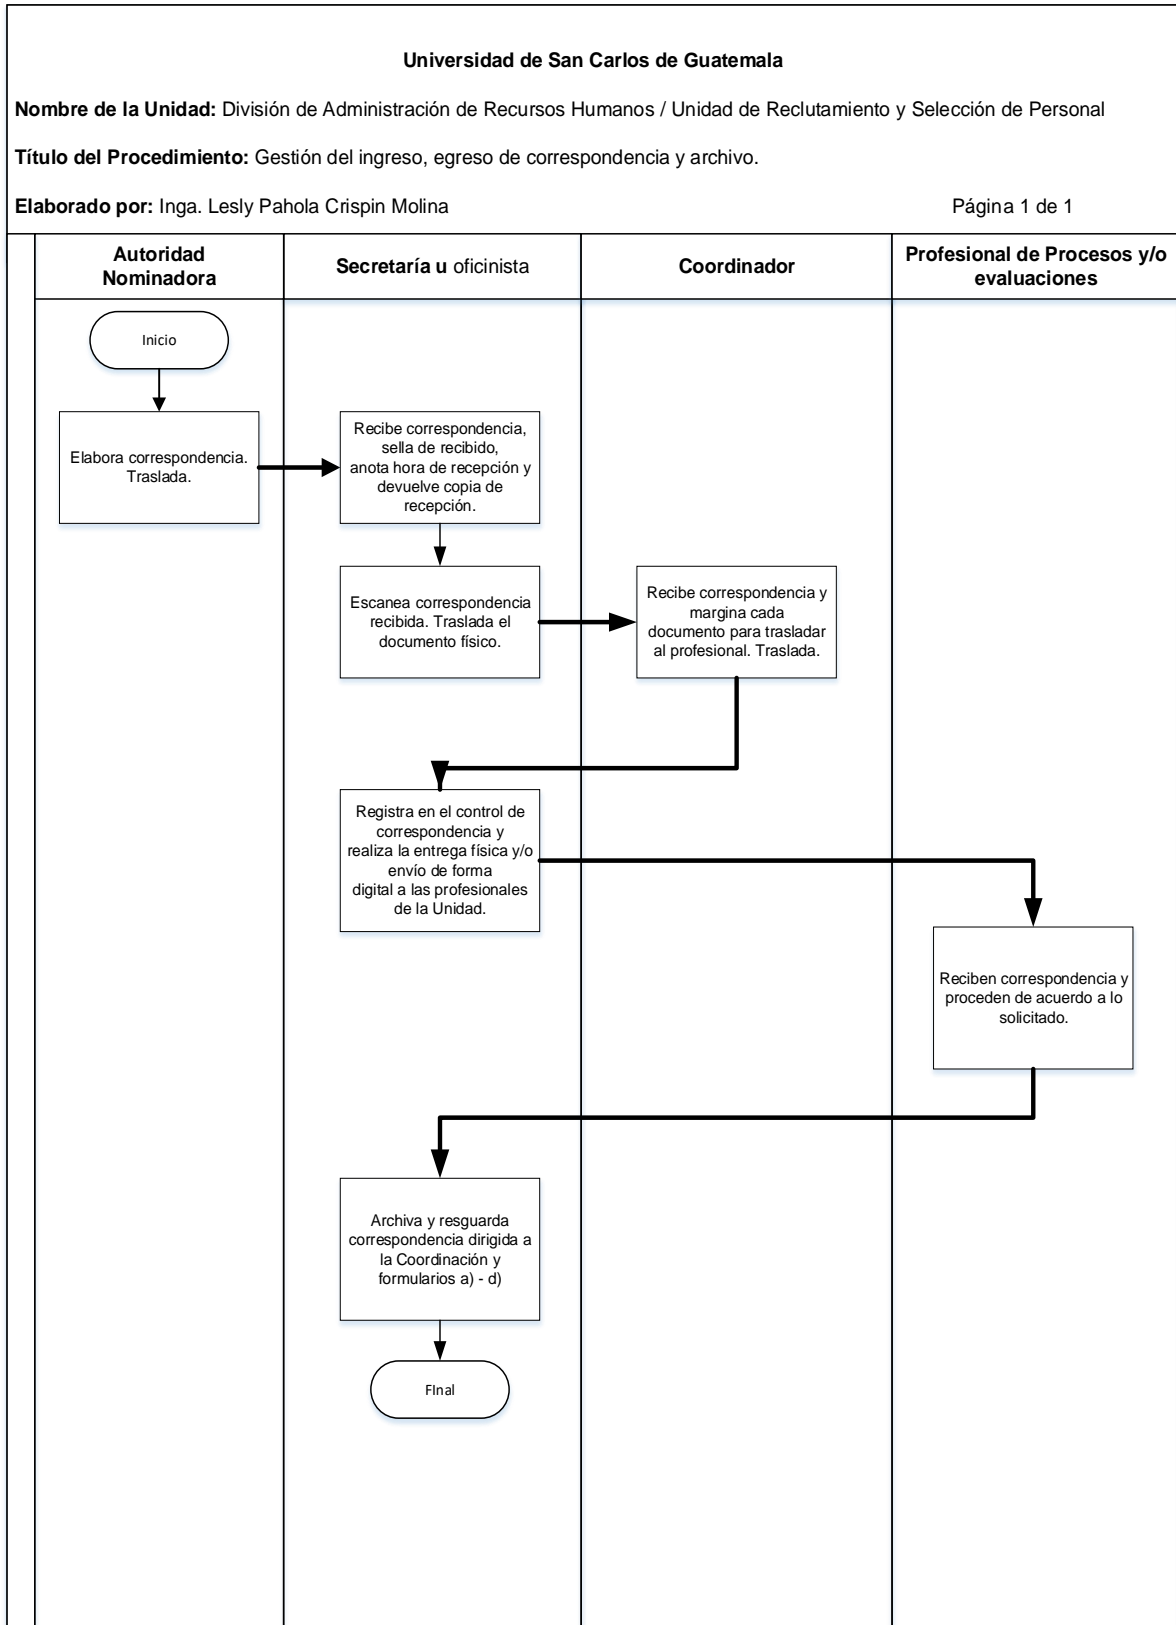 Universidad de San Carlos de Guatemala
Nombre de la Unidad: División de Administración de Recursos Humanos / Unidad de Reclutamiento y Selección de Personal
Título del Procedimiento: Gestión del ingreso, egreso de correspondencia y archivo.
Elaborado por: Inga. Lesly Pahola Crispin Molina
Página 1 de 1
Autoridad
Nominadora
Secretaría u oficinista
Coordinador
Profesional de Procesos y/o
evaluaciones
Inicio
Elabora correspondencia.
Traslada.
Recibe correspondencia,
sella de recibido,
anota hora de recepción y
devuelve copia de
recepción.
Escanea correspondencia
recibida. Traslada el
documento físico.
Recibe correspondencia y
margina cada
documento para trasladar
al profesional. Traslada.
Registra en el control de
correspondencia y
realiza la entrega física y/o
envío de forma
digital a las profesionales
de la Unidad.
Reciben correspondencia y
proceden de acuerdo a lo
solicitado.
Archiva y resguarda
correspondencia dirigida a
la Coordinación y
formularios a) - d)
FInal